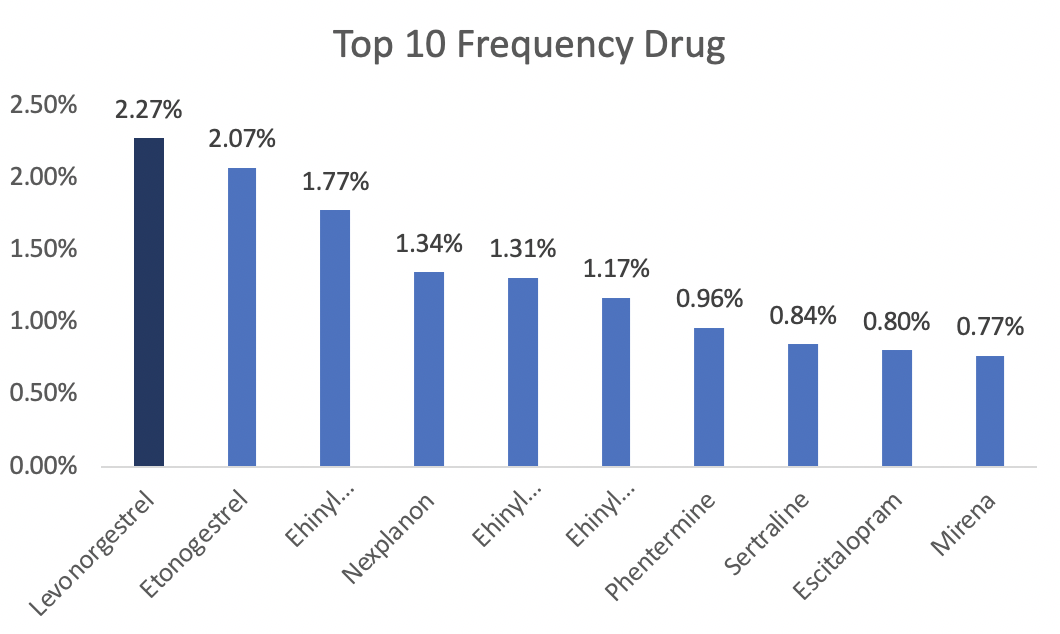 Top 10 Frequency Drug
2.50%
2.00%
1.50%
1.00%
0.50%
0.00%
2.27%
2.07%
1.77%
1.34%
1.31%
1.17%
0.96%
0.84%
0.80%
0.77%
Levonorgestrel
Etonogestrel
Ehinyl...
Nexplanon
Ehinyl...
Ehinyl...
Phentermine
Sertraline
Escitalopram
Mirena